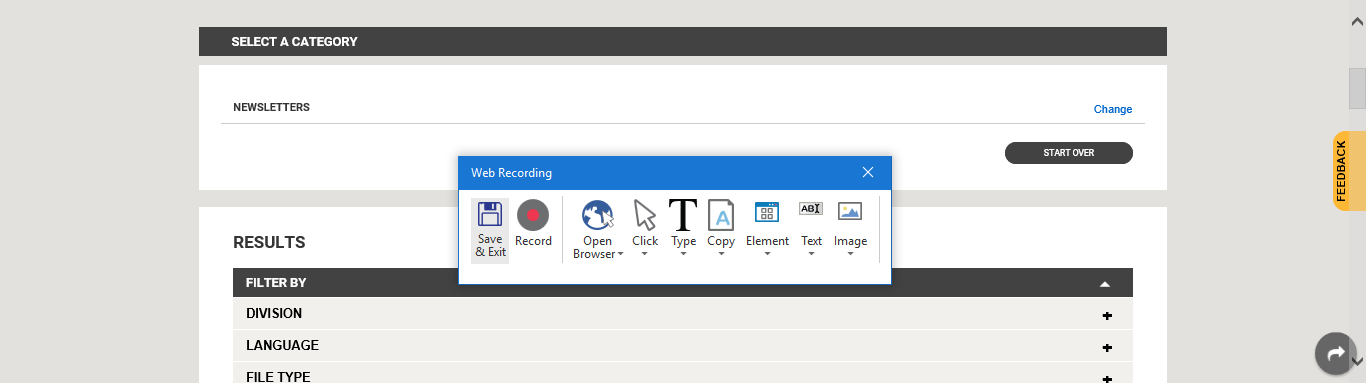 SELECT A CATEGORY
NEWSLETTERS
Change
START OVER
FEEDBACK
Web Recording
Save
& Exit
Record
Open
Browser
Click
T
Type
A
Copy
Element
AB
Text
Image
RESULTS
FILTER BY
DIVISION
LANGUAGE
FILE TYPE